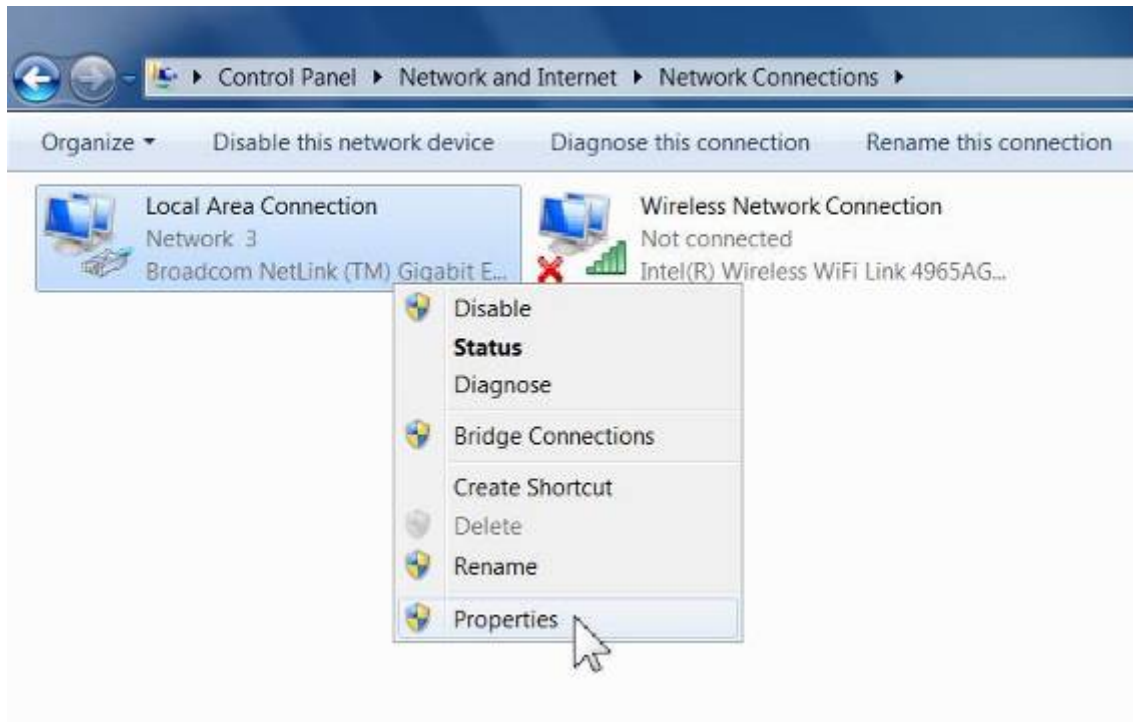 Control Panel Network and Internet Network Connections
Organize Disable this network device Diagnose this connection Rename this connection
Local Area Connection
Network 3
Broadcom NetLink (TM) Gigabit E...
Wireless Network Connection
Not connected
Intel(R) Wireless WiFi Link 4965AG...
Disable
Status
Diagnose
Bridge Connections
Create Shortcut
Delete
Rename
Properties